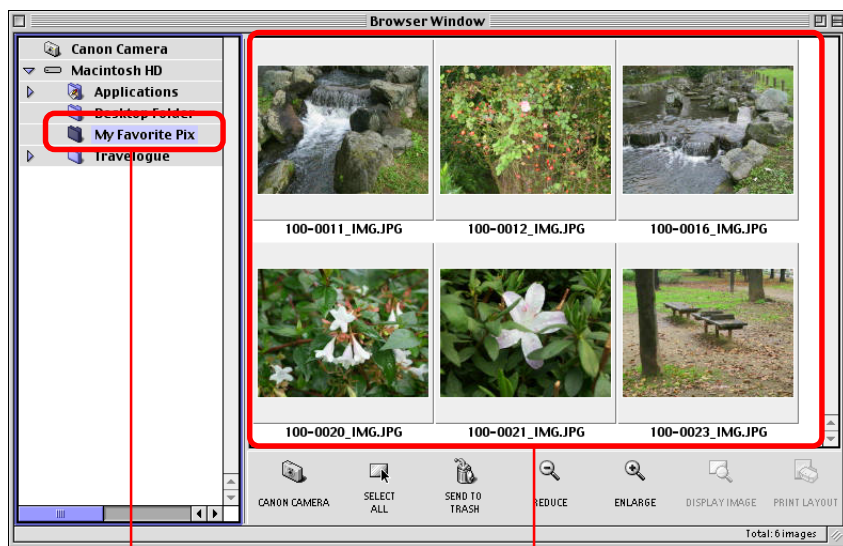 Browser Window
Canon Camera
Macintosh HD
Applications
Desktop Folder
My Favorite Pix
Travelogue
100-0011_IMG.JPG 100-0012_IMG.JPG 100-0016_IMG.JPG
100-0020_IMG.JPG 100-0021_IMG.JPG 100-0023_IMG.JPG
CANON CAMERA SELECT ALL SEND TO TRASH REDUCE ENLARGE DISPLAY IMAGE PRINT LAYOUT
Total:6images